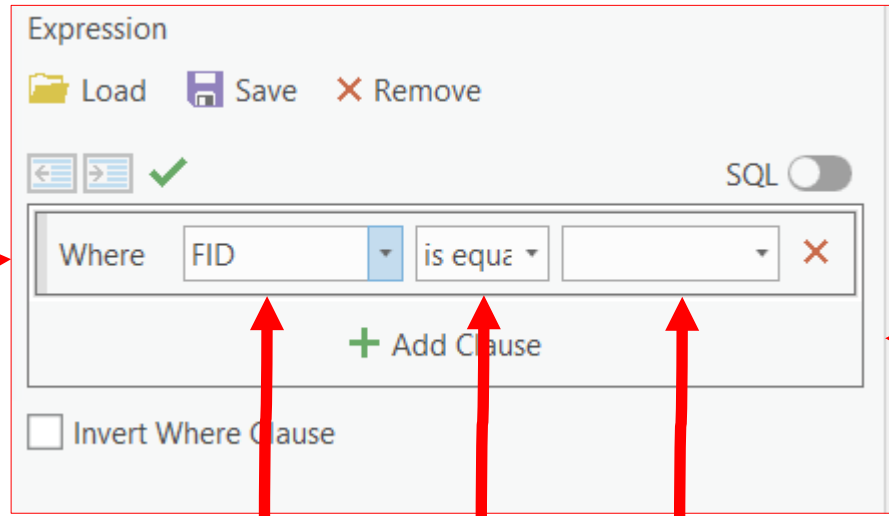 Expression
Load Save Remove
SQL
Where FID is equa
Add Clause
Invert Where Clause